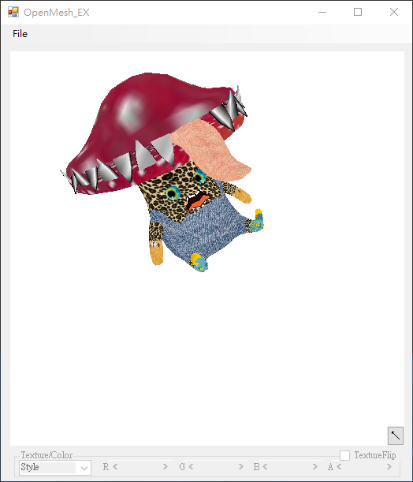 OpenMesh_EX
File
Texture/Color
TextureFlip
Style
R < > G < > B < > A < >